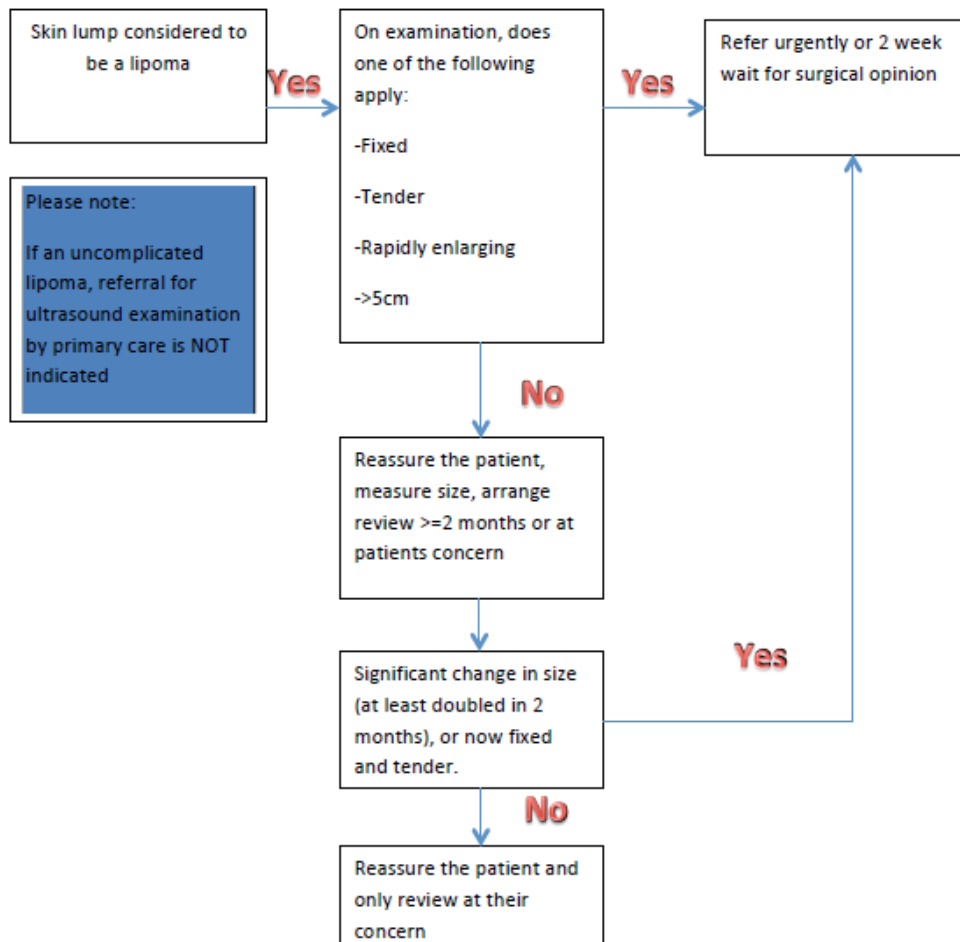 Skin lump considered to
be a lipoma
Yes
On examination, does
one of the following
apply:
-Fixed
-Tender
-Rapidly enlarging
->5cm
Yes
Refer urgently or 2 week
wait for surgical opinion
Please note:
If an uncomplicated
lipoma, referral for
ultrasound examination
by primary care is NOT
indicated
No
Reassure the patient,
measure size, arrange
review >=2 months or at
patients concern
Significant change in size
(at least doubled in 2
months), or now fixed
and tender.
Yes
No
Reassure the patient and
only review at their
concern